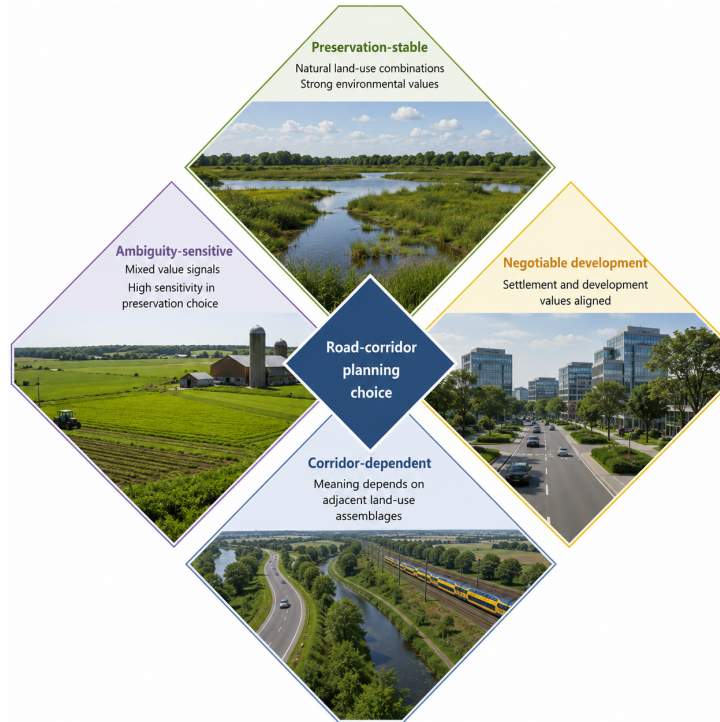 Preservation-stable
Natural land-use combinations
Strong environmental values
Ambiguity-sensitive
Mixed value signals
High sensitivity in
preservation choice
Negotiable development
Settlement and development
values aligned
Road-corridor
planning
choice
Corridor-dependent
Meaning depends on
adjacent land-use
assemblages